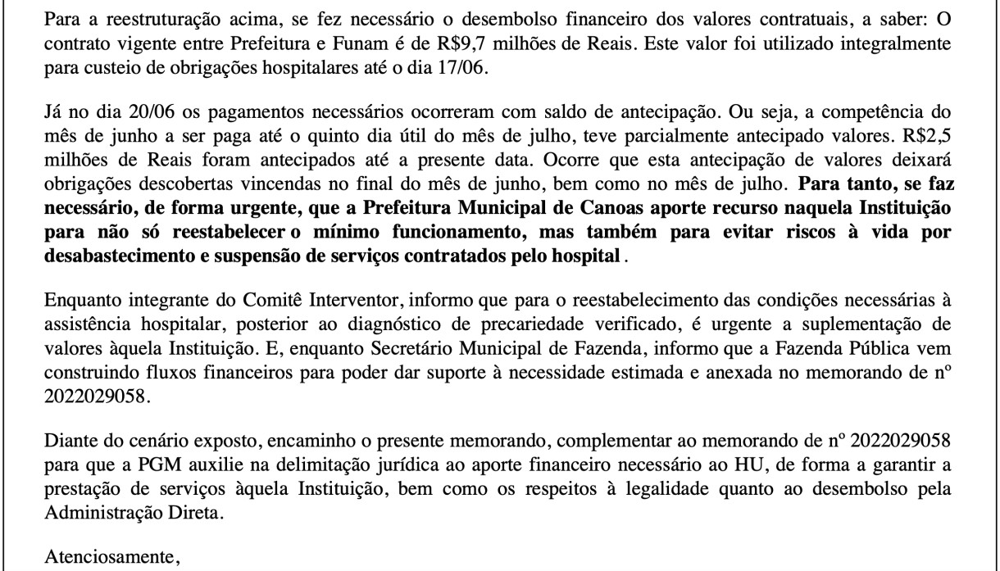 Para a reestruturação acima, se fez necessário o desembolso financeiro dos valores contratuais, a saber: O
contrato vigente entre Prefeitura e Funam é de R$9,7 milhões de Reais. Este valor foi utilizado integralmente
para custeio de obrigações hospitalares até o dia 17/06.
Já no dia 20/06 os pagamentos necessários ocorreram com saldo de antecipação. Ou seja, a competência do
mês de junho a ser paga até o quinto dia útil do mês de julho, teve parcialmente antecipado valores. R$2,5
milhões de Reais foram antecipados até a presente data. Ocorre que esta antecipação de valores deixará
obrigações descobertas vincendas no final do mês de junho, bem como no mês de julho. Para tanto, se faz
necessário, de forma urgente, que a Prefeitura Municipal de Canoas aporte recurso naquela Instituição
para não só reestabelecer o mínimo funcionamento, mas também para evitar riscos à vida por
desabastecimento e suspensão de serviços contratados pelo hospital .
Enquanto integrante do Comitê Interventor, informo que para o reestabelecimento das condições necessárias à
assistência hospitalar, posterior ao diagnóstico de precariedade verificado, é urgente a suplementação de
valores àquela Instituição. E, enquanto Secretário Municipal de Fazenda, informo que a Fazenda Pública vem
construindo fluxos financeiros para poder dar suporte à necessidade estimada e anexada no memorando de nº
2022029058.
Diante do cenário exposto, encaminho o presente memorando, complementar ao memorando de nº 2022029058
para que a PGM auxilie na delimitação jurídica ao aporte financeiro necessário ao HU, de forma a garantir a
prestação de serviços àquela Instituição, bem como os respeitos à legalidade quanto ao desembolso pela
Administração Direta.
Atenciosamente,